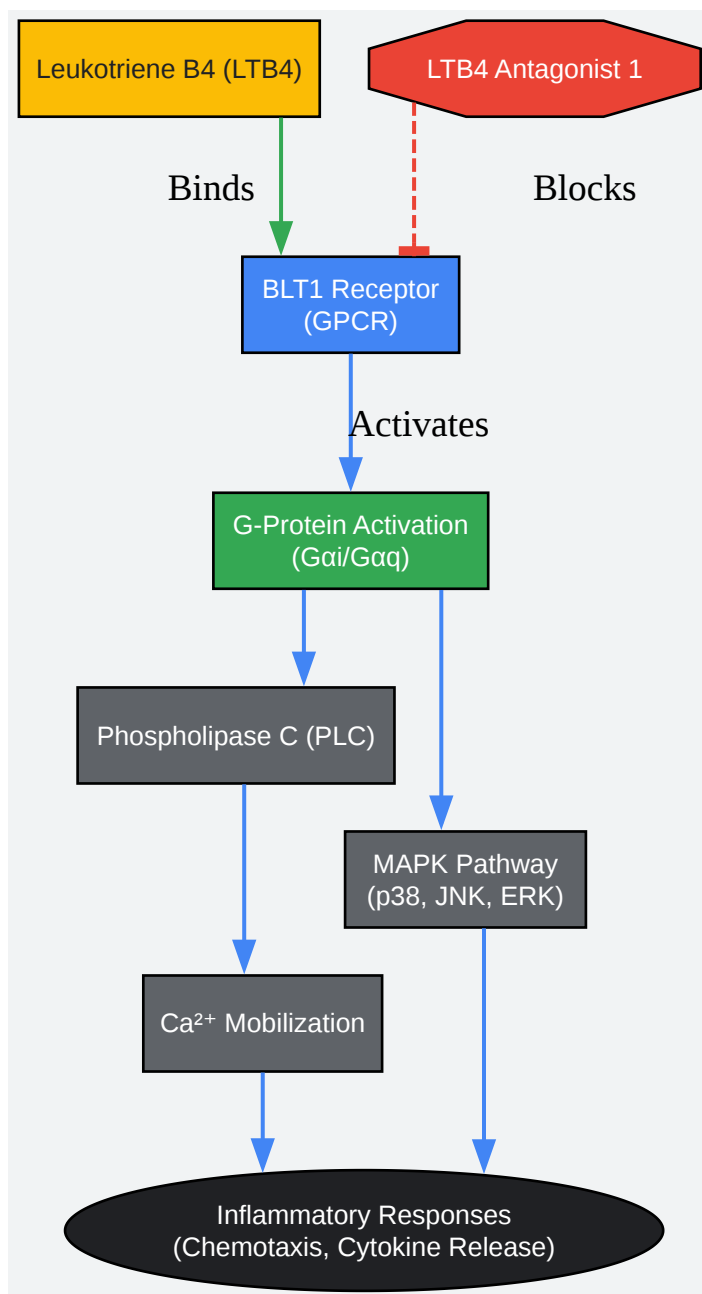 Leukotriene B4 (LTB4)
LTB4 Antagonist 1
Binds
Blocks
BLT1 Receptor
(GPCR)
Activates
G-Protein Activation
(Gαi/Gαq)
Phospholipase C (PLC)
MAPK Pathway
(p38, JNK, ERK)
Ca²⁺ Mobilization
Inflammatory Responses
(Chemotaxis, Cytokine Release)